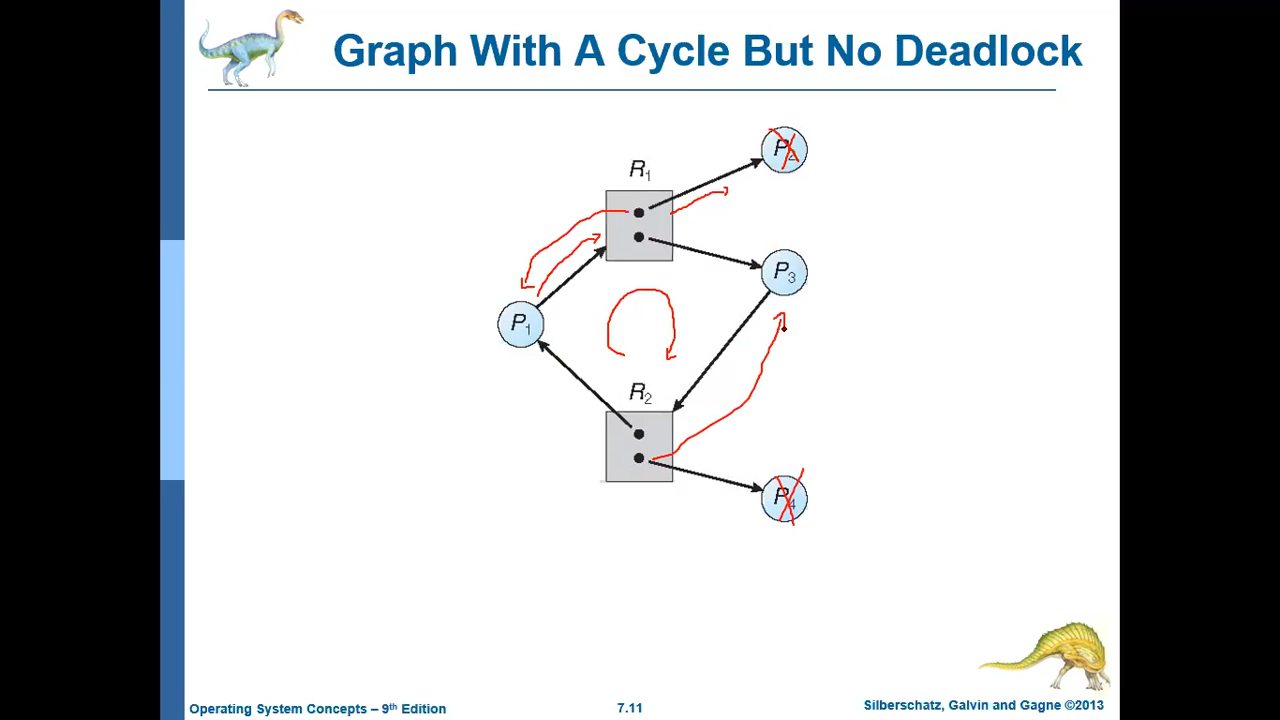 Graph With A Cycle But No Deadlock
P2
R1
P3
P1
R2
P4
Operating System Concepts – 9th Edition
7.11
Silberschatz, Galvin and Gagne ©2013